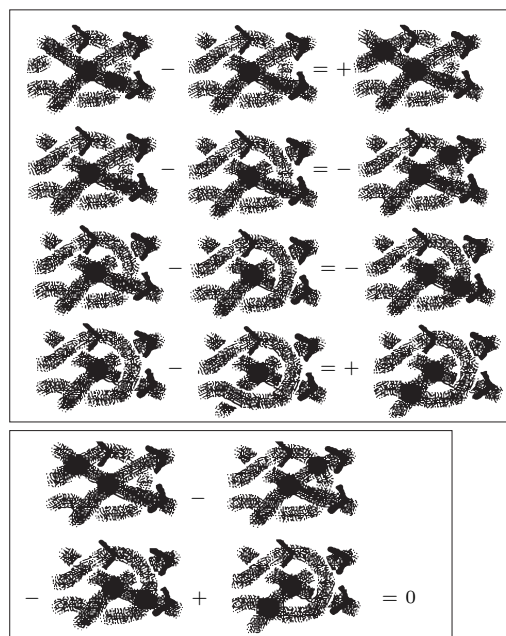 − = +
− = −
− = −
− = +
−
− + = 0